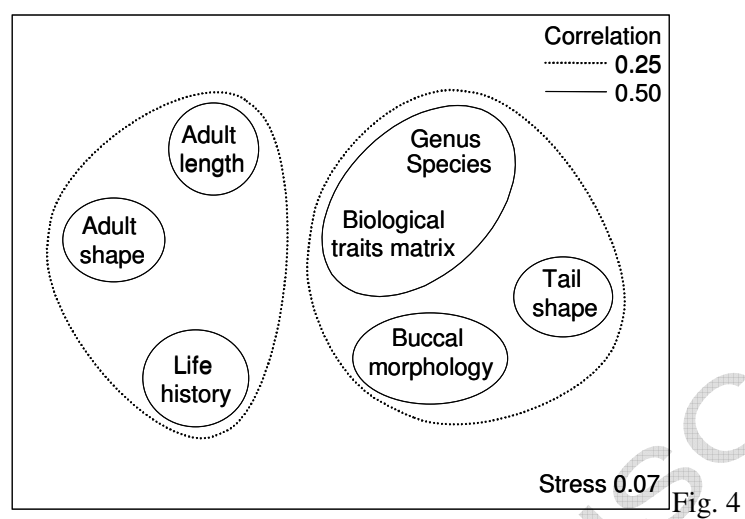 Correlation
0.25
0.50
Adult
length
Genus
Species
Adult
shape
Biological
traits matrix
Tail
shape
Buccal
morphology
Life
history
Stress 0.07
Fig. 4